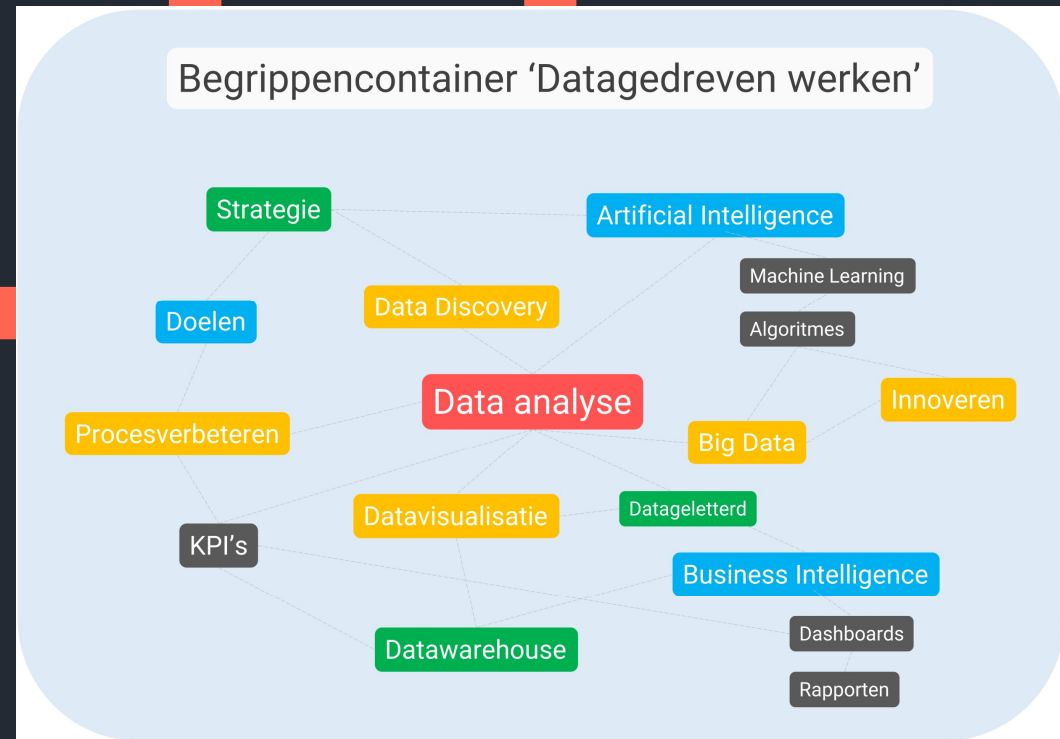 Begrippencontainer ‘Datagedreven werken’
Strategie
Artificial Intelligence
Machine Learning
Data Discovery
Doelen
Algoritmes
Data analyse
Innoveren
Procesverbeteren
Big Data
Datavisualisatie
Datageletterd
KPI’s
Business Intelligence
Dashboards
Datawarehouse
Rapporten